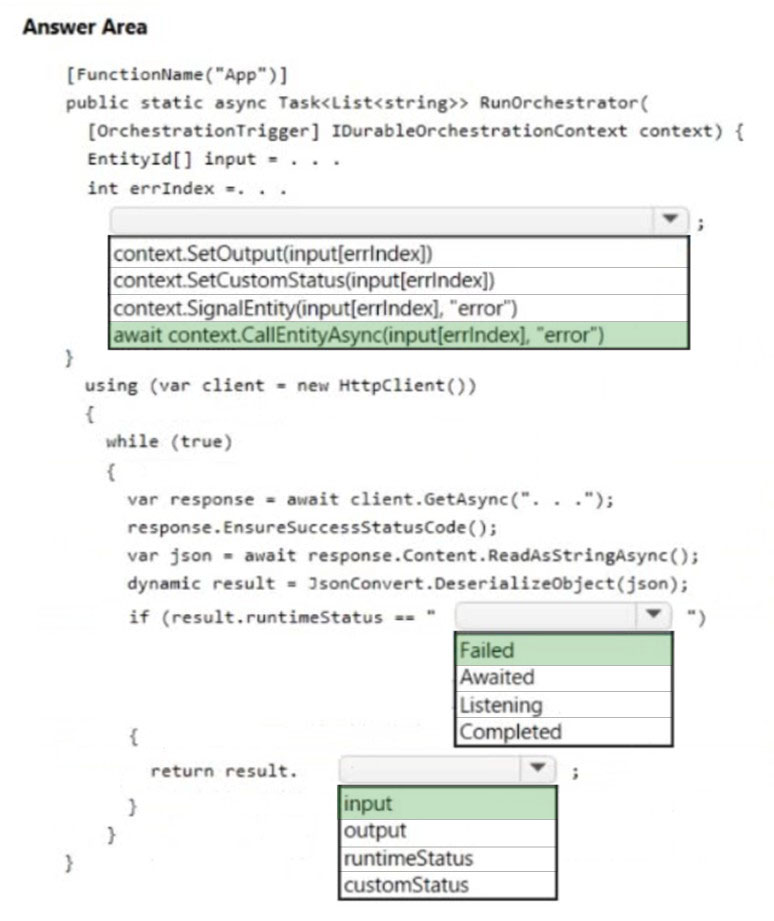 Answer Area
[FunctionName("App")]
public static async Task<List<string>> RunOrchestrator(
[OrchestrationTrigger] IDurableOrchestrationContext context) {
EntityId[] input = . . .
int errIndex =. . .
;
context.SetOutput(input[errIndex])
context.SetCustomStatus(input[errIndex])
context.SignalEntity(input[errIndex], "error")
await context.CallEntityAsync(input[errIndex], "error")
}
using (var client = new HttpClient())
{
while (true)
{
var response = await client.GetAsync(". . .");
response.EnsureSuccessStatusCode();
var json = await response.Content.ReadAsStringAsync();
dynamic result = JsonConvert.DeserializeObject(json);
if (result.runtimeStatus == " ")
Failed
Awaited
Listening
Completed
{
return result. ;
input
output
runtimeStatus
customStatus
}
}
}